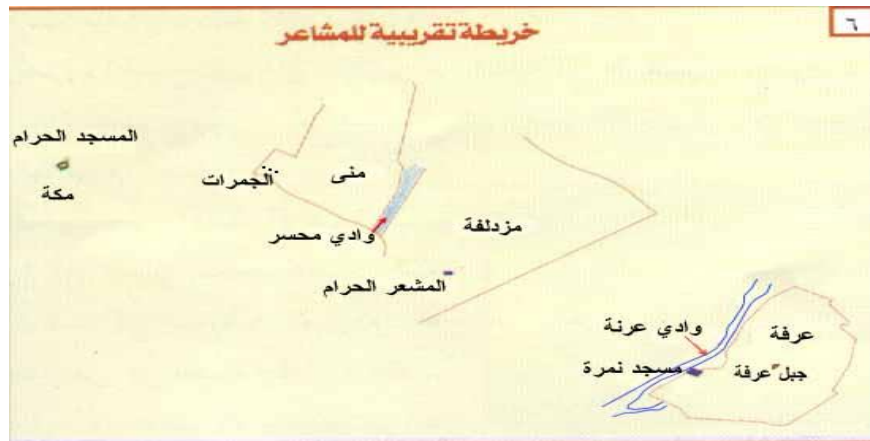 ٦
خريطة تقريبية للمشاعر
المسجد الحرام
مكة
الجمرات
منى
وادي محسر
مزدلفة
المشعر الحرام
وادي عرنة
عرفة
مسجد نمرة
جبل عرفة